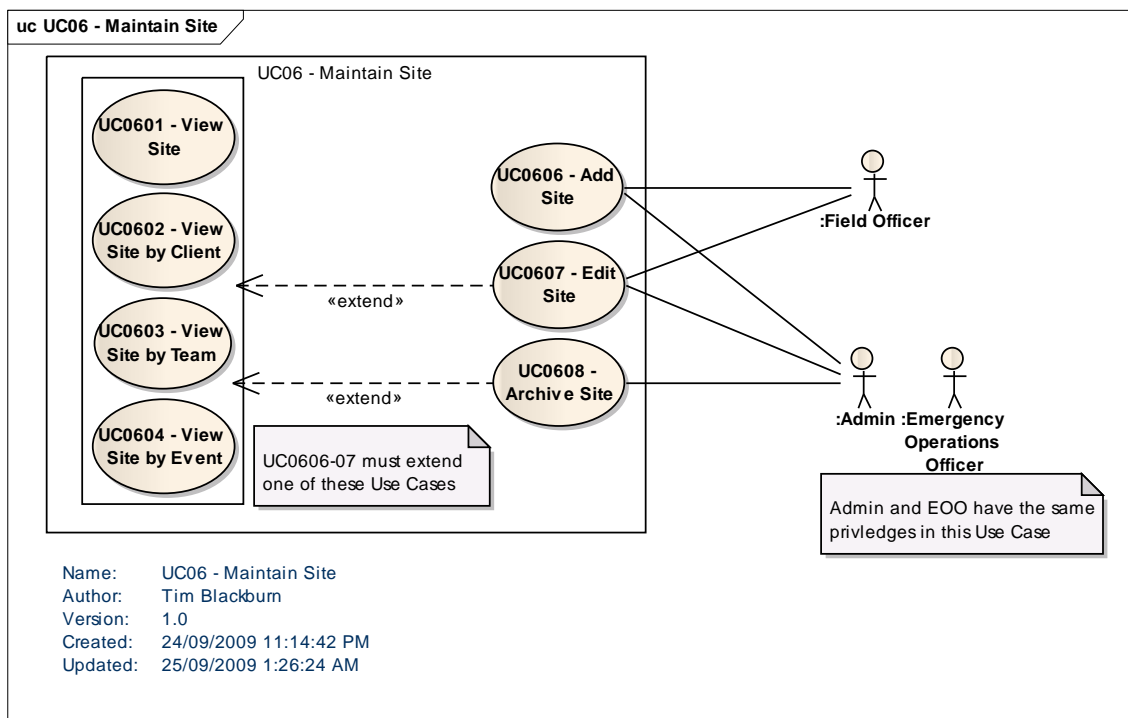 uc UC06 - Maintain Site
UC06 - Maintain Site
UC0601 - View
Site
UC0602 - View
Site by Client
UC0603 - View
Site by Team
UC0604 - View
Site by Event
UC0606 - Add
Site
UC0607 - Edit
Site
UC0608 -
Archive Site
«extend»
«extend»
UC0606-07 must extend
one of these Use Cases
:Field Officer
:Admin
:Emergency
Operations
Officer
Admin and EOO have the same
privledges in this Use Case
Name: UC06 - Maintain Site
Author: Tim Blackburn
Version: 1.0
Created: 24/09/2009 11:14:42 PM
Updated: 25/09/2009 1:26:24 AM